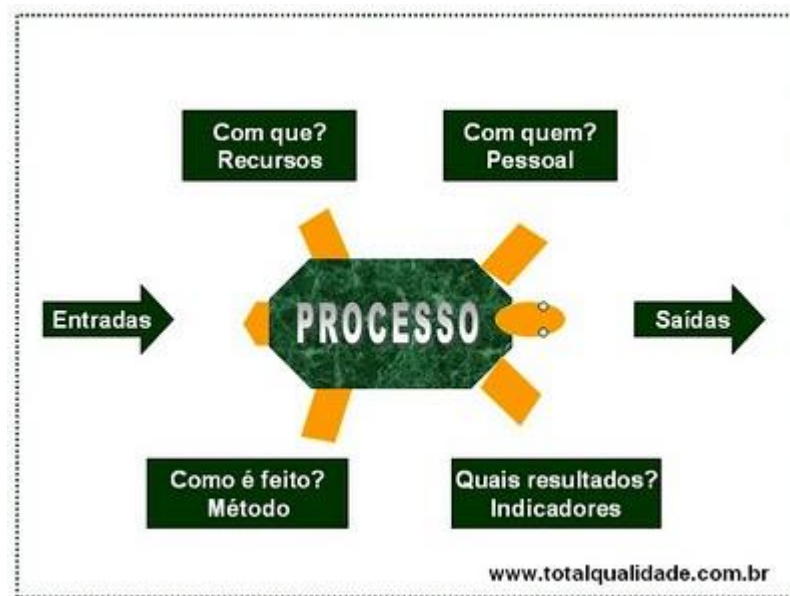 Com que?
Recursos
Com quem?
Pessoal
Entradas
PROCESSO
Saídas
Como é feito?
Método
Quais resultados?
Indicadores
www.totalqualidade.com.br